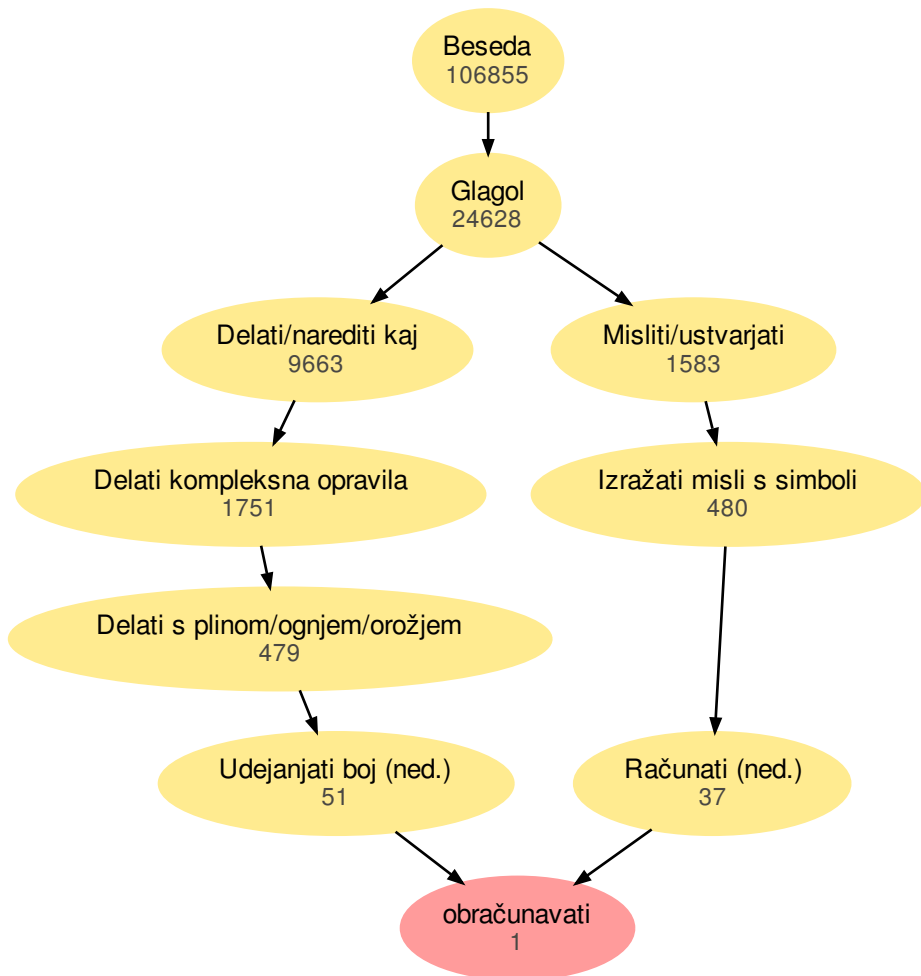 Beseda
106855
Glagol
24628
Delati/narediti kaj
9663
Misliti/ustvarjati
1583
Delati kompleksna opravila
1751
Izražati misli s simboli
480
Delati s plinom/ognjem/orožjem
479
Udejanjati boj (ned.)
51
Računati (ned.)
37
obračunavati
1